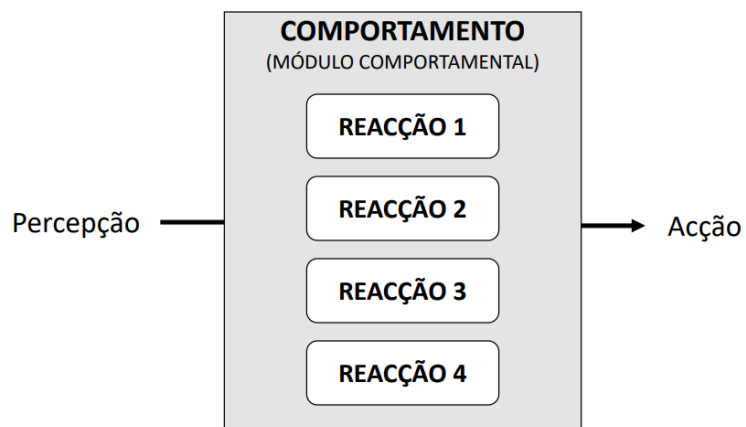 COMPORTAMENTO
(MÓDULO COMPORTAMENTAL)
REACÇÃO 1
REACÇÃO 2
Percepção
Acção
REACÇÃO 3
REACÇÃO 4